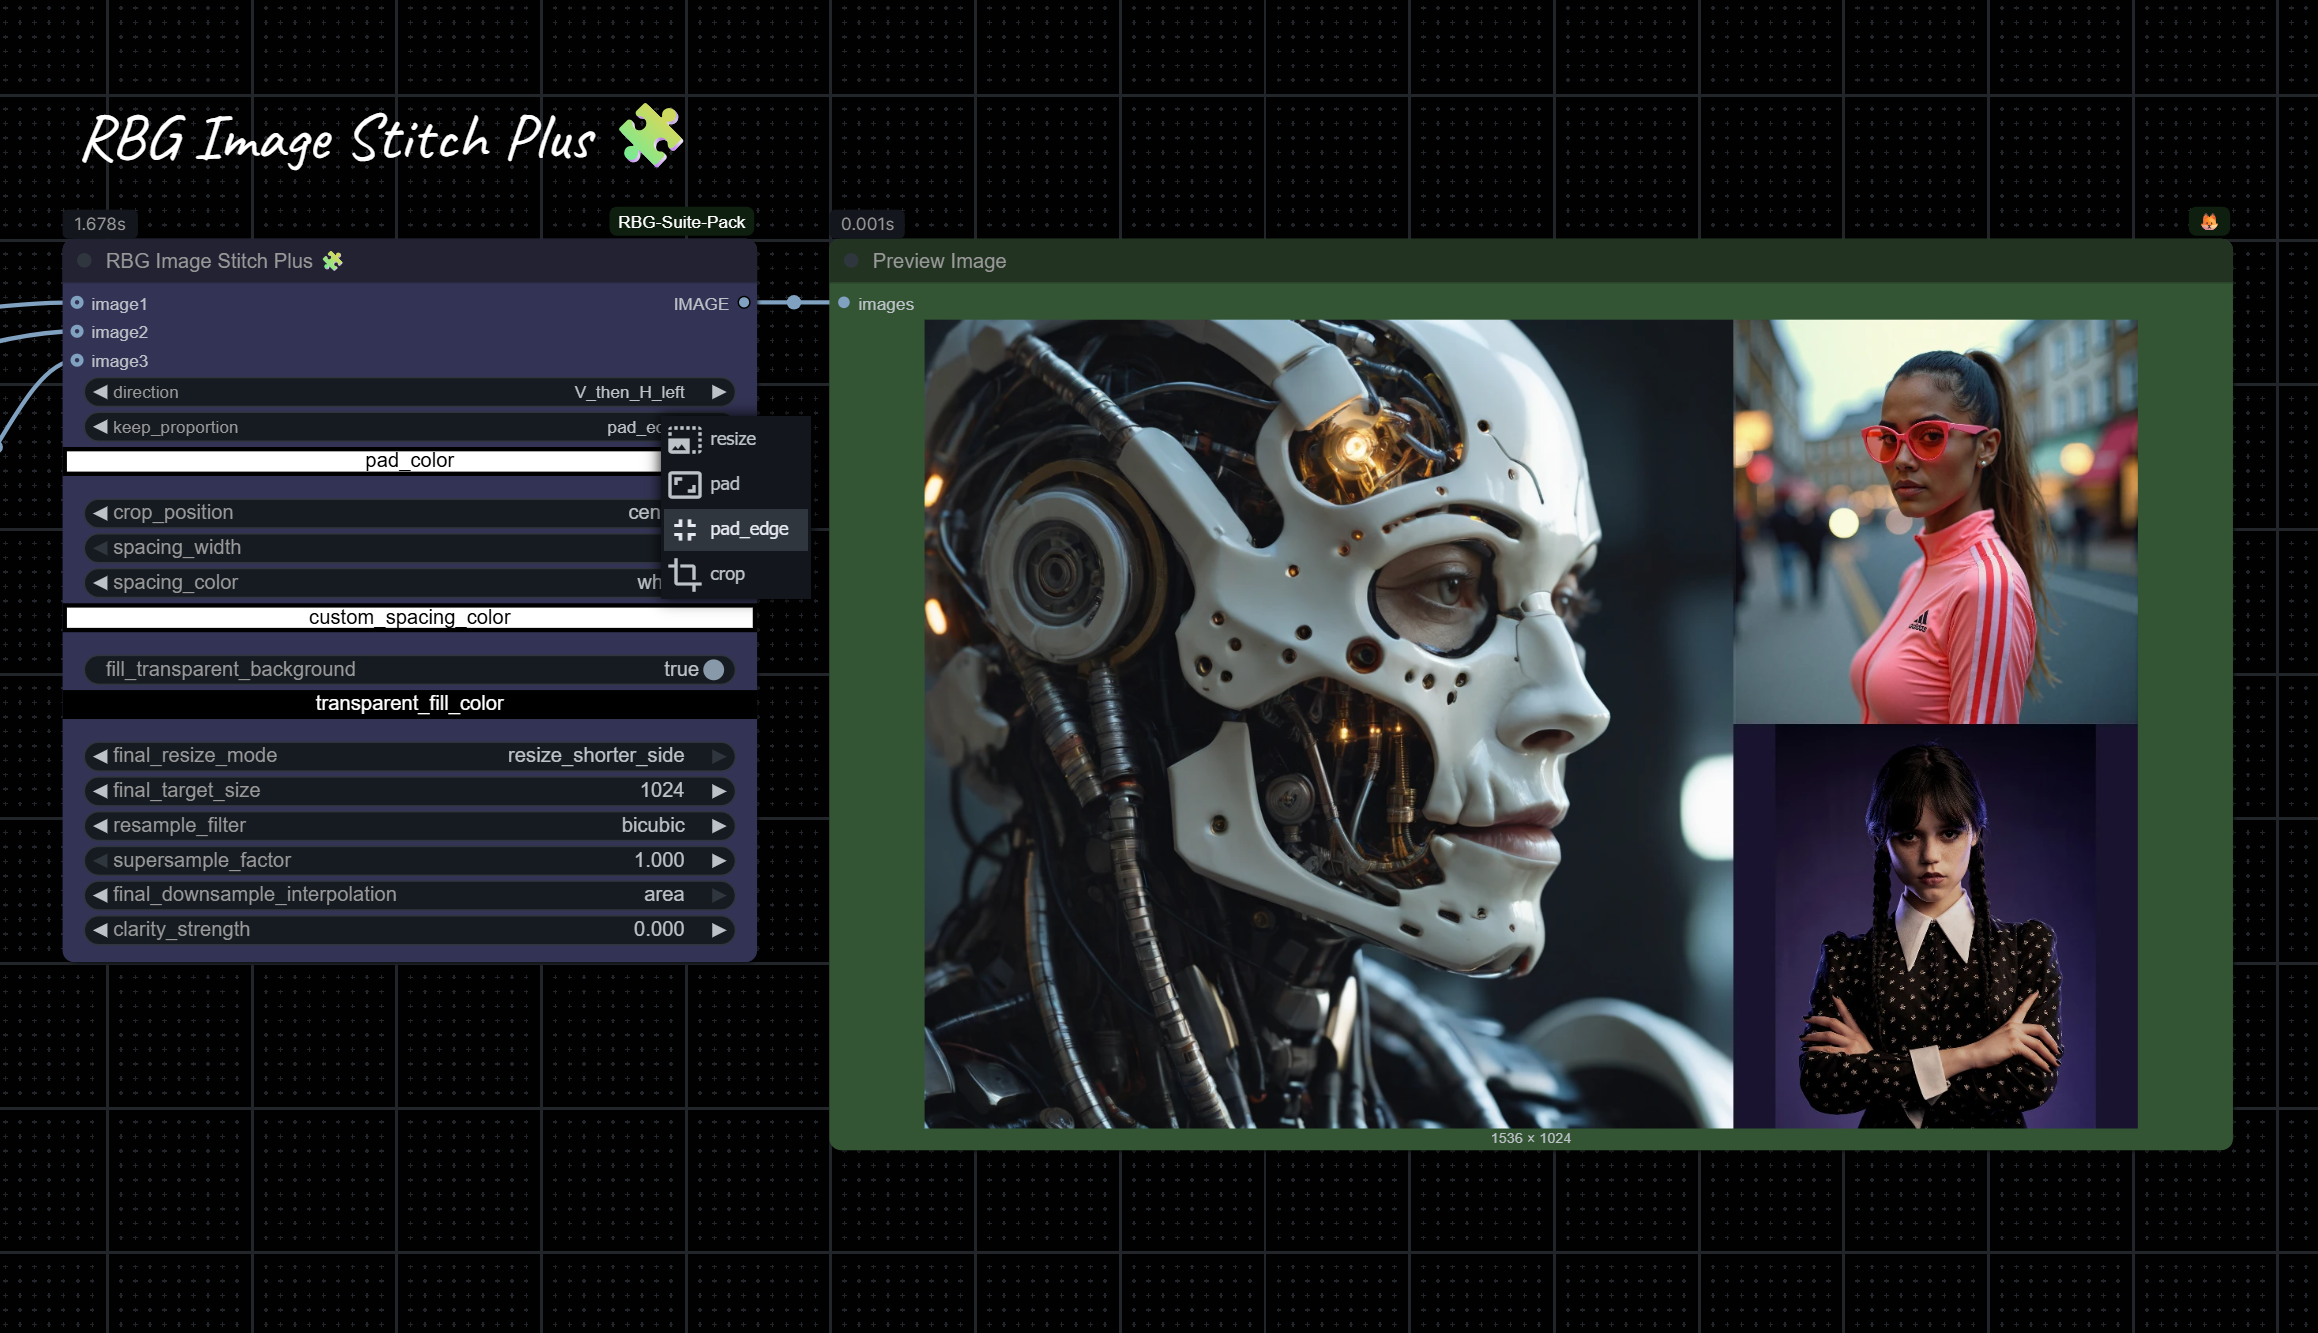 RBG Image Stitch Plus
1.678s
RBG-Suite-Pack
RBG Image Stitch Plus
image1
IMAGE
image2
image3
direction V_then_H_left
keep_proportion pad_ed
pad_color
crop_position cen
spacing_width
spacing_color wh
custom_spacing_color
fill_transparent_background true
transparent_fill_color
final_resize_mode resize_shorter_side
final_target_size 1024
resample_filter bicubic
supersample_factor 1.000
final_downsample_interpolation area
clarity_strength 0.000
resize
pad
pad_edge
crop
0.001s
Preview Image
images
adidas
1536 × 1024